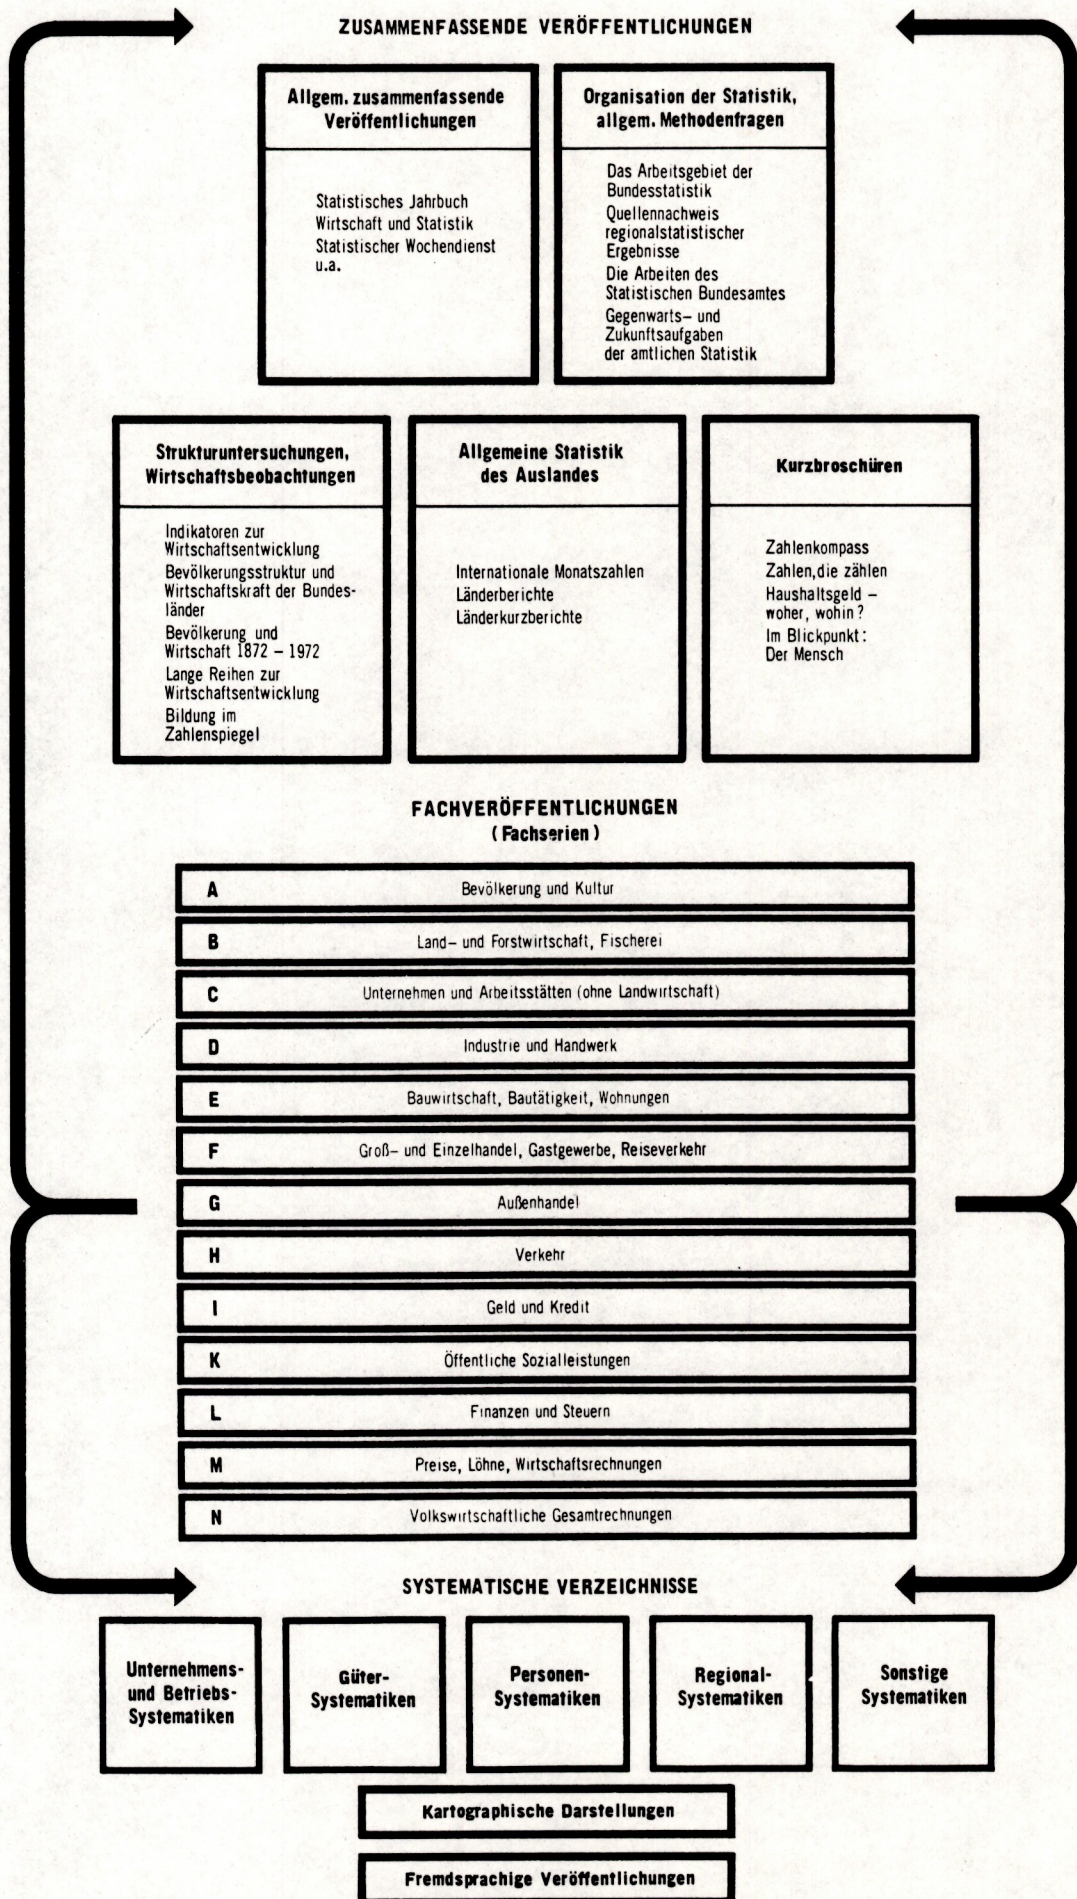 ZUSAMMENFASSENDE VERÖFFENTLICHUNGEN
Allgem. zusammenfassende
Veröffentlichungen
Statistisches Jahrbuch
Wirtschaft und Statistik
Statistischer Wochendienst
u.a.
Organisation der Statistik,
allgem. Methodenfragen
Das Arbeitsgebiet der
Bundesstatistik
Quellennachweis
regionalstatistischer
Ergebnisse
Die Arbeiten des
Statistischen Bundesamtes
Gegenwarts- und
Zukunftsaufgaben
der amtlichen Statistik
Strukturuntersuchungen,
Wirtschaftsbeobachtungen
Indikatoren zur
Wirtschaftsentwicklung
Bevölkerungsstruktur und
Wirtschaftskraft der Bundes-
länder
Bevölkerung und
Wirtschaft 1872 – 1972
Lange Reihen zur
Wirtschaftsentwicklung
Bildung im
Zahlenspiegel
Allgemeine Statistik
des Auslandes
Internationale Monatszahlen
Länderberichte
Länderkurzberichte
Kurzbroschüren
Zahlenkompass
Zahlen,die zählen
Haushaltsgeld –
woher, wohin?
Im Blickpunkt:
Der Mensch
FACHVERÖFFENTLICHUNGEN
(Fachserien)
A Bevölkerung und Kultur
B Land– und Forstwirtschaft, Fischerei
C Unternehmen und Arbeitsstätten (ohne Landwirtschaft)
D Industrie und Handwerk
E Bauwirtschaft, Bautätigkeit, Wohnungen
F Groß– und Einzelhandel, Gastgewerbe, Reiseverkehr
G Außenhandel
H Verkehr
I Geld und Kredit
K Öffentliche Sozialleistungen
L Finanzen und Steuern
M Preise, Löhne, Wirtschaftsrechnungen
N Volkswirtschaftliche Gesamtrechnungen
SYSTEMATISCHE VERZEICHNISSE
Unternehmens-
und Betriebs-
Systematiken
Güter-
Systematiken
Personen-
Systematiken
Regional-
Systematiken
Sonstige
Systematiken
Kartographische Darstellungen
Fremdsprachige Veröffentlichungen